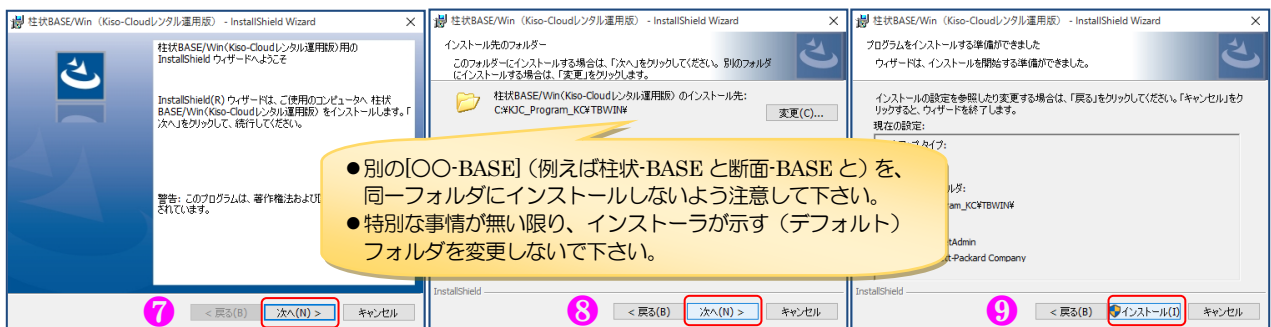 柱状BASE/Win（Kiso-Cloudレンタル運用版） - InstallShield Wizard
柱状BASE/Win(Kiso-Cloudレンタル運用版)用の
InstallShield ウィザードへようこそ
InstallShield(R) ウィザードは、ご使用のコンピュータへ 柱状
BASE/Win(Kiso-Cloudレンタル運用版) をインストールします。「
次へ」をクリックして、続行してください。
警告: このプログラムは、著作権法および
されています。
7
< 戻る(B)
次へ(N) >
キャンセル
柱状BASE/Win（Kiso-Cloudレンタル運用版） - InstallShield Wizard
インストール先のフォルダー
このフォルダーにインストールする場合は、「次へ」をクリックしてください。別のフォルダ
にインストールする場合は、「変更」をクリックします。
柱状BASE/Win(Kiso-Cloudレンタル運用版) のインストール先:
C:¥KJC_Program_KC¥TBWIN¥
変更(C)...
●別の[〇〇-BASE]（例えば柱状-BASE と断面-BASE と）を、
同一フォルダにインストールしないよう注意して下さい。
●特別な事情が無い限り、インストーラが示す（デフォルト）
フォルダを変更しないで下さい。
InstallShield
8
< 戻る(B)
次へ(N) >
キャンセル
柱状BASE/Win（Kiso-Cloudレンタル運用版） - InstallShield Wizard
プログラムをインストールする準備ができました
ウィザードは、インストールを開始する準備ができました。
インストールの設定を参照したり変更する場合は、「戻る」をクリックしてください。「キャンセル」をク
リックすると、ウィザードを終了します。
現在の設定:
タイプ:
ルダ:
am_KC¥TBWIN¥
tAdmin
t-Packard Company
InstallShield
9
< 戻る(B)
インストール(I)
キャンセル